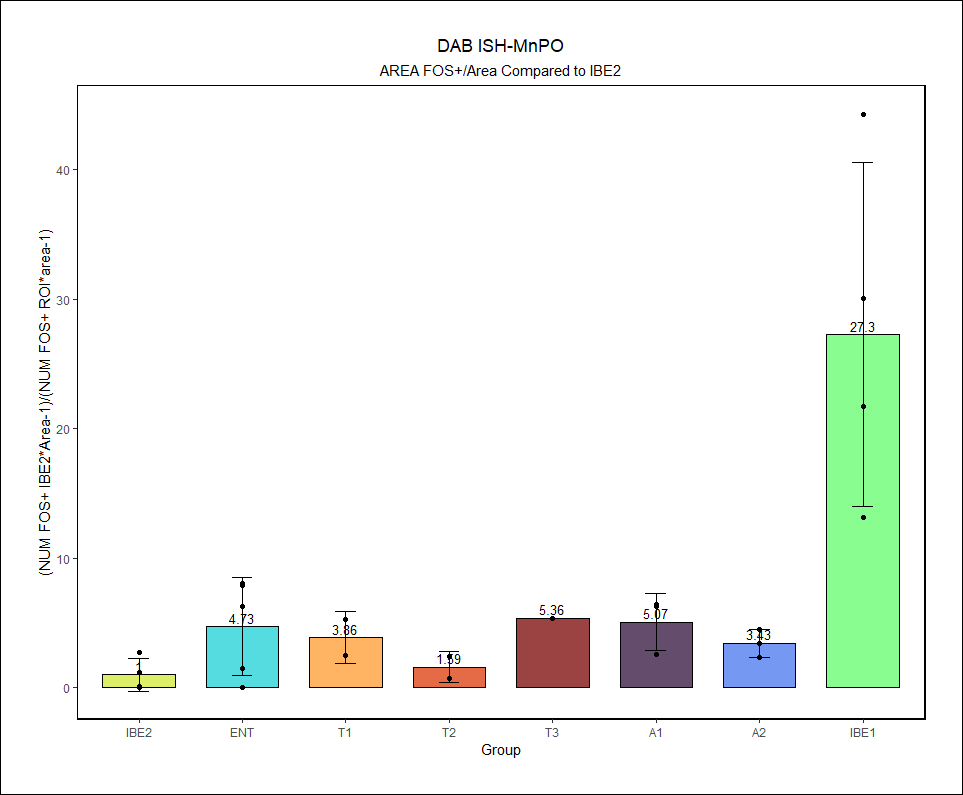 DAB ISH-MnPO
AREA FOS+/Area Compared to IBE2
(NUM FOS+ IBE2*Area-1)/(NUM FOS+ ROI*area-1)
40
30
20
10
0
1
4.73
3.86
1.59
5.36
5.07
3.43
27.3
IBE2 ENT T1 T2 T3 A1 A2 IBE1
Group